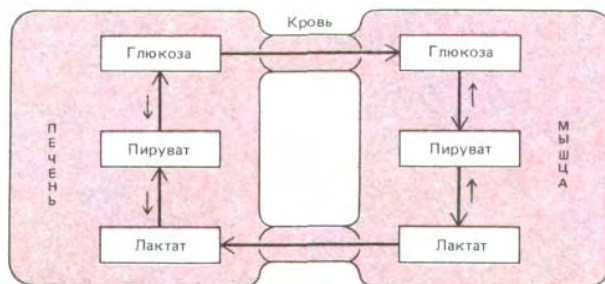 Кровь
Глюкоза
Глюкоза
ПЕЧЕНЬ
Пируват
Пируват
МЫШЦА
Лактат
Лактат